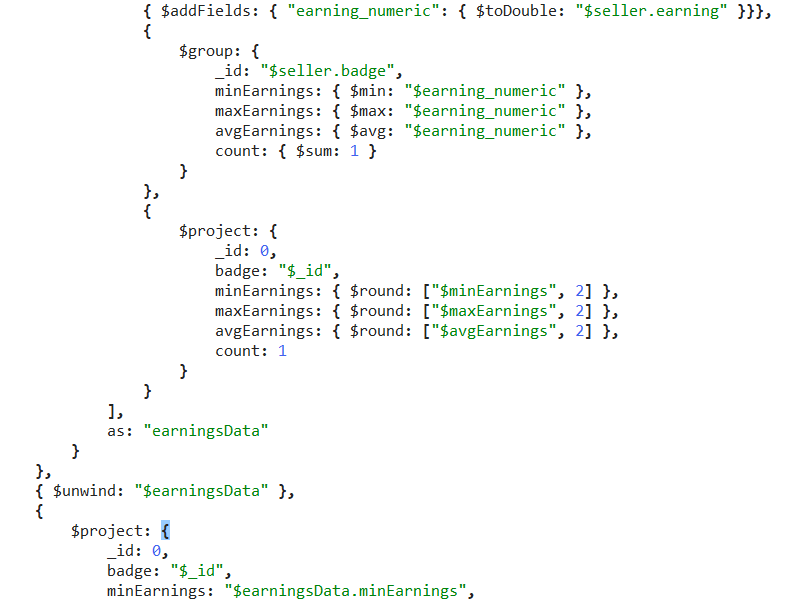 { $addFields: { "earning_numeric": { $toDouble: "$seller.earning" }}},
{
$group: {
_id: "$seller.badge",
minEarnings: { $min: "$earning_numeric" },
maxEarnings: { $max: "$earning_numeric" },
avgEarnings: { $avg: "$earning_numeric" },
count: { $sum: 1 }
}
},
{
$project: {
_id: 0,
badge: "$_id",
minEarnings: { $round: ["$minEarnings", 2] },
maxEarnings: { $round: ["$maxEarnings", 2] },
avgEarnings: { $round: ["$avgEarnings", 2] },
count: 1
}
}
],
as: "earningsData"
}
},
{ $unwind: "$earningsData" },
{
$project: {
_id: 0,
badge: "$_id",
minEarnings: "$earningsData.minEarnings",